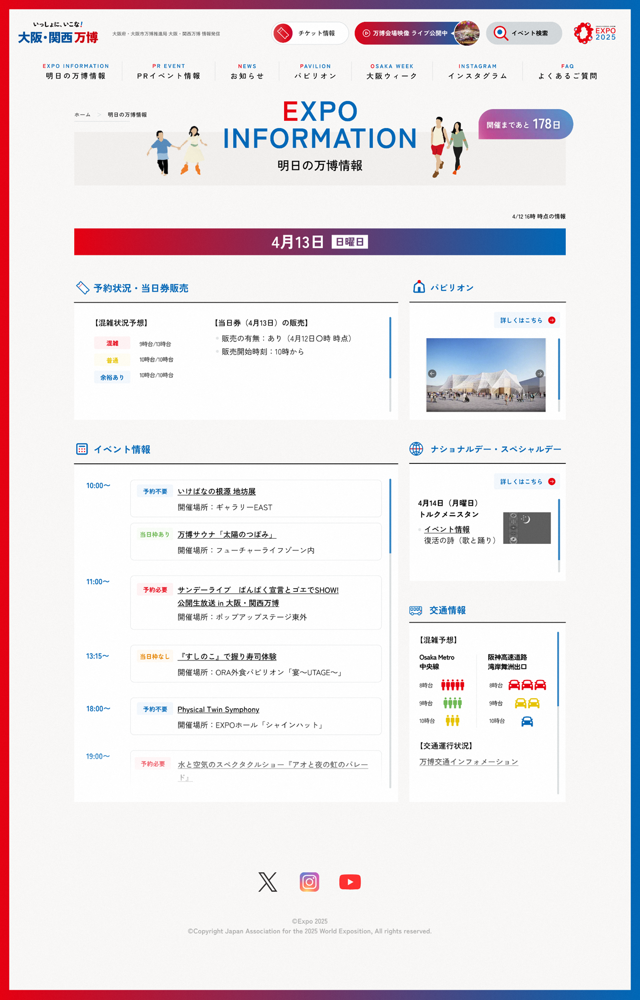 いっしょに、いこな!
大阪・関西 万博
大阪府・大阪市万博推進局 大阪・関西万博 情報発信
チケット情報
万博会場映像 ライブ公開中
イベント検索
EXPO
2025
EXPO INFORMATION
明日の万博情報
PR EVENT
PRイベント情報
NEWS
お知らせ
PAVILION
パビリオン
OSAKA WEEK
大阪ウィーク
INSTAGRAM
インスタグラム
FAQ
よくあるご質問
ホーム > 明日の万博情報
EXPO
INFORMATION
明日の万博情報
開催まであと 178日
4/12 16時 時点の情報
4月13日 日曜日
予約状況・当日券販売
【混雑状況予想】
混雑 9時台/13時台
普通 10時台/10時台
余裕あり 10時台/10時台
【当日券（4月13日）の販売】
販売の有無：あり（4月12日〇時 時点）
販売開始時刻：10時から
パビリオン
詳しくはこちら
イベント情報
10:00〜
予約不要 いけばなの根源 池坊展
開催場所：ギャラリーEAST
当日枠あり 万博サウナ「太陽のつぼみ」
開催場所：フューチャーライフゾーン内
11:00〜
予約必要 サンデーライブ　ばんぱく宣言とゴエでSHOW!
公開生放送 in 大阪・関西万博
開催場所：ポップアップステージ東外
13:15〜
当日枠なし 『すしのこ』で握り寿司体験
開催場所：ORA外食パビリオン「宴〜UTAGE〜」
18:00〜
予約不要 Physical Twin Symphony
開催場所：EXPOホール「シャインハット」
19:00〜
予約必要 水と空気のスペクタクルショー『アオと夜の虹のパレー
ド』
ナショナルデー・スペシャルデー
詳しくはこちら
4月14日（月曜日）
トルクメニスタン
イベント情報
復活の詩（歌と踊り）
交通情報
【混雑予想】
Osaka Metro
中央線
8時台
9時台
10時台
阪神高速道路
湾岸舞洲出口
8時台
9時台
10時台
【交通運行状況】
万博交通インフォメーション
©Expo 2025
©Copyright Japan Association for the 2025 World Exposition, All rights reserved.